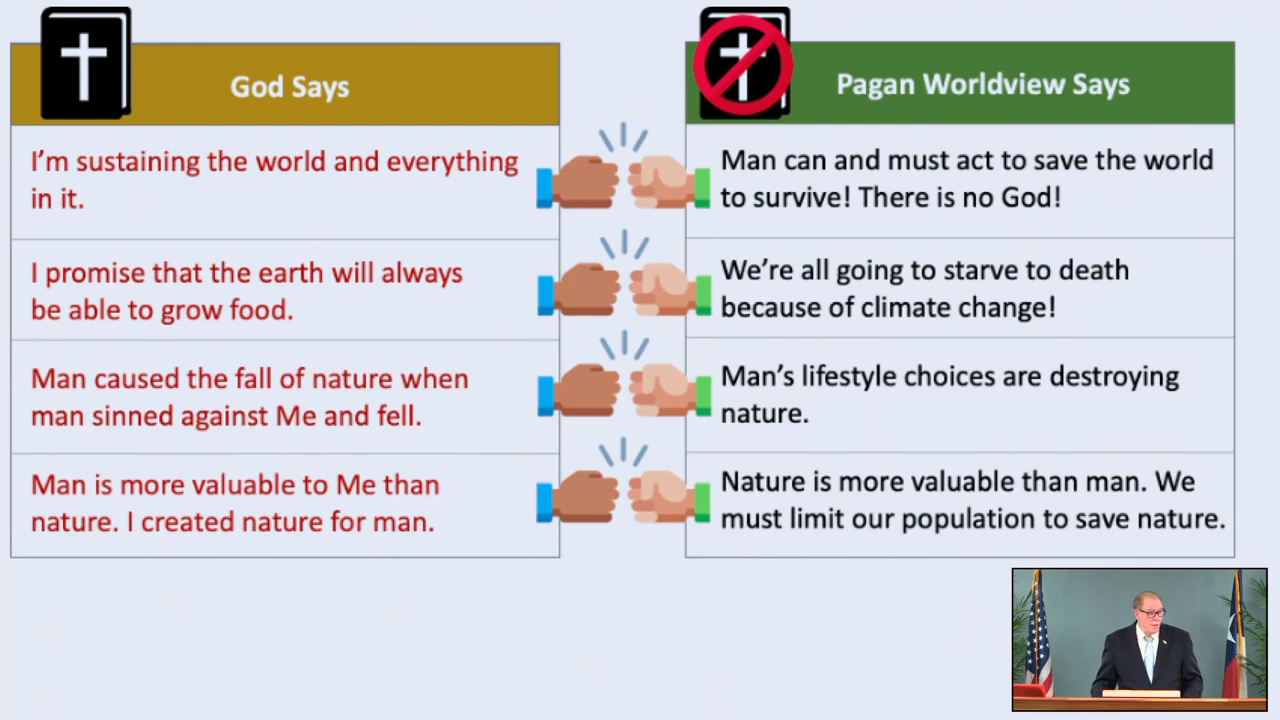 God Says
I’m sustaining the world and everything
in it.
I promise that the earth will always
be able to grow food.
Man caused the fall of nature when
man sinned against Me and fell.
Man is more valuable to Me than
nature. I created nature for man.
Pagan Worldview Says
Man can and must act to save the world
to survive! There is no God!
We’re all going to starve to death
because of climate change!
Man’s lifestyle choices are destroying
nature.
Nature is more valuable than man. We
must limit our population to save nature.